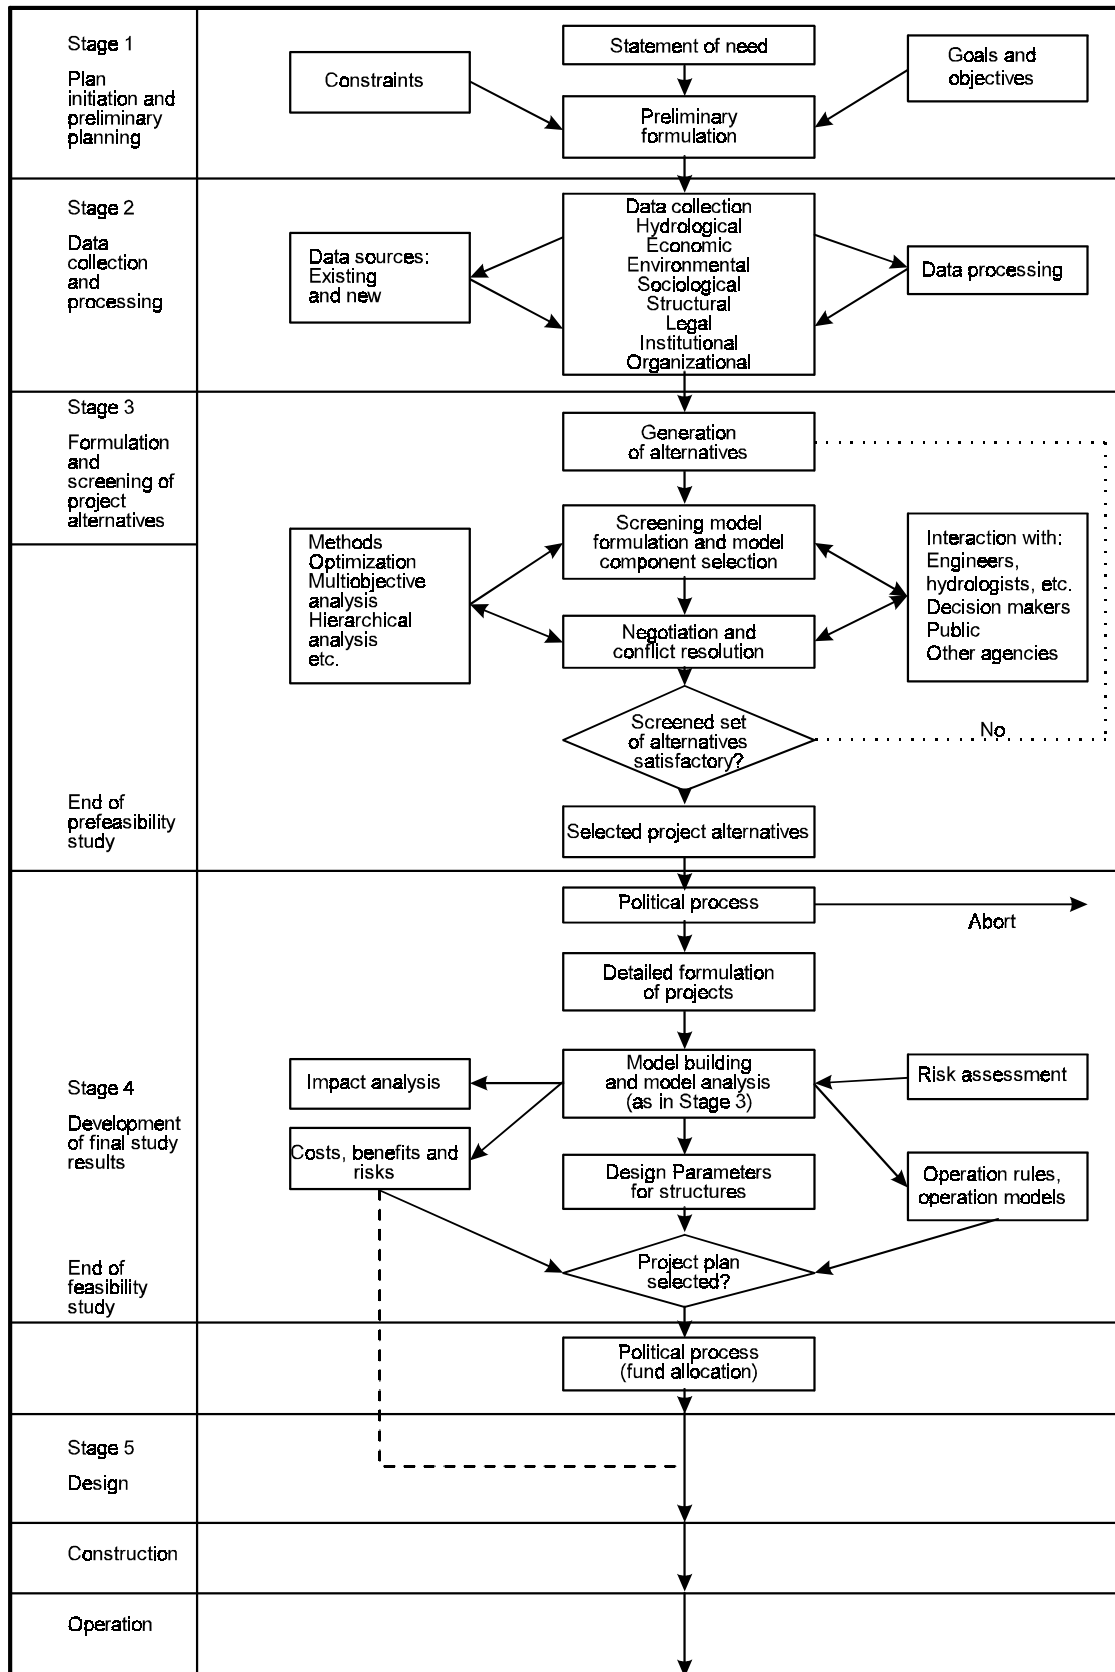 Stage 1
Plan
initiation and
preliminary
planning
Constraints
Statement of need
Goals and
objectives
Preliminary
formulation
Stage 2
Data
collection
and
processing
Data sources:
Existing
and new
Data collection
Hydrological
Economic
Environmental
Sociological
Structural
Legal
Institutional
Organizational
Data processing
Stage 3
Formulation
and
screening of
project
alternatives
Generation
of alternatives
Methods
Optimization
Multiobjective
analysis
Hierarchical
analysis
etc.
Screening model
formulation and model
component selection
Interaction with:
Engineers,
hydrologists, etc.
Decision makers
Public
Other agencies
Negotiation and
conflict resolution
Screened set
of alternatives
satisfactory?
No
End of
prefeasibility
study
Selected project alternatives
Political process
Abort
Detailed formulation
of projects
Stage 4
Development
of final study
results
Impact analysis
Model building
and model analysis
(as in Stage 3)
Risk assessment
Costs, benefits and
risks
Design Parameters
for structures
Operation rules,
operation models
End of
feasibility
study
Project plan
selected?
Political process
(fund allocation)
Stage 5
Design
Construction
Operation